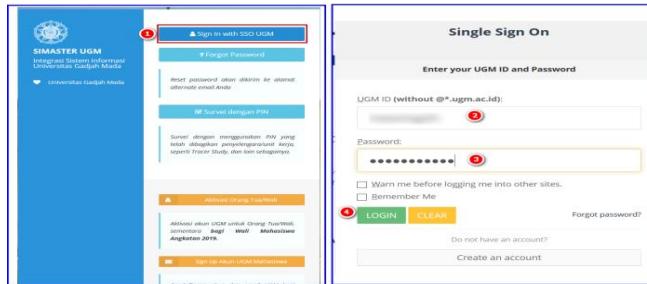 SIMASTER UGM
Integrasi Sistem Informasi
Universitas Gadjah Mada
Universitas Gadjah Mada
1
Sign In with SSO UGM
? Forgot Password
Reset password akan dikirim ke alamat
alternate email Anda
Survei dengan PIN
Survei dengan menggunakan PIN yang
telah dibagikan penyelenggara/unit kerja,
seperti Tracer Study, dan lain sebagainya.
Aktivasi Orang Tua/Wali
Aktivasi akun UGM untuk Orang Tua/Wali,
sementara bagi Wali Mahasiswa
Angkatan 2019.
Sign Up Akun UGM Mahasiswa
Single Sign On
Enter your UGM ID and Password
UGM ID (without @*.ugm.ac.id):
2
Password:
3
Warn me before logging me into other sites.
Remember Me
4
LOGIN
CLEAR
Forgot password?
Do not have an account?
Create an account